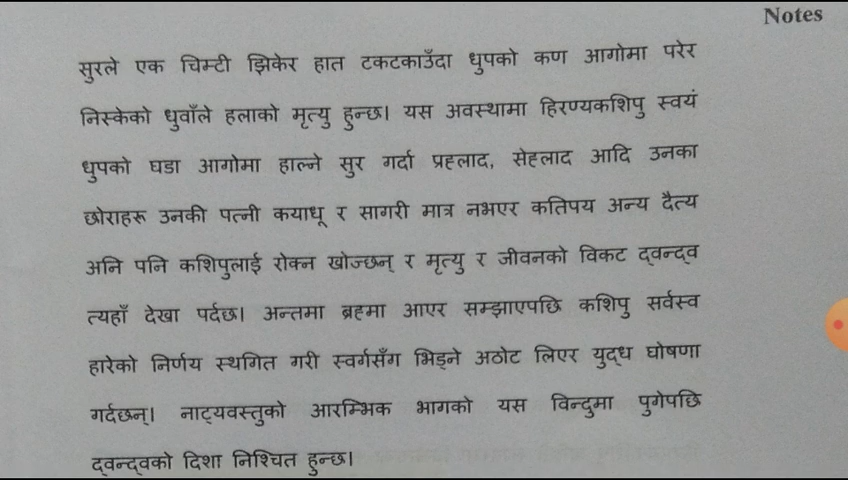 Notes
सुरले एक चिम्टी झिकेर हात टकटकाउँदा धुपको कण आगोमा परेर
निस्केको धुवाँले हलाको मृत्यु हुन्छ। यस अवस्थामा हिरण्यकशिपु स्वयं
धुपको घडा आगोमा हाल्ने सुर गर्दा प्रह्लाद, सेह्लाद आदि उनका
छोराहरू उनकी पत्नी कयाधू र सागरी मात्र नभएर कतिपय अन्य दैत्य
अनि पनि कशिपुलाई रोक्न खोज्छन् र मृत्यु र जीवनको विकट द्वन्द्व
त्यहाँ देखा पर्दछ। अन्तमा ब्रह्मा आएर सम्झाएपछि कशिपु सर्वस्व
हारेको निर्णय स्थगित गरी स्वर्गसँग भिड्ने अठोट लिएर युद्ध घोषणा
गर्दछन्। नाट्यवस्तुको आरम्भिक भागको यस विन्दुमा पुगेपछि
द्वन्द्वको दिशा निश्चित हुन्छ।